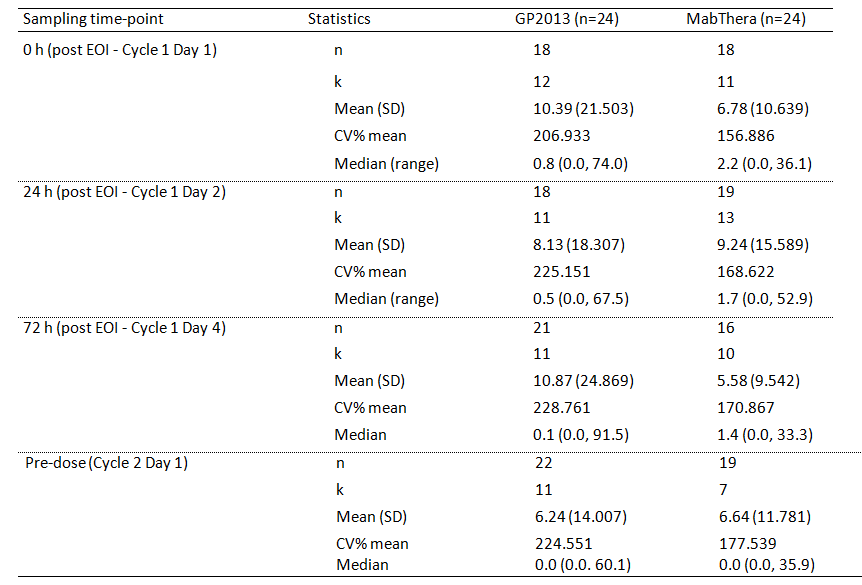 Sampling time-point Statistics GP2013 (n=24) MabThera (n=24)
0 h (post EOI - Cycle 1 Day 1) n 18 18
k 12 11
Mean (SD) 10.39 (21.503) 6.78 (10.639)
CV% mean 206.933 156.886
Median (range) 0.8 (0.0, 74.0) 2.2 (0.0, 36.1)
24 h (post EOI - Cycle 1 Day 2) n 18 19
k 11 13
Mean (SD) 8.13 (18.307) 9.24 (15.589)
CV% mean 225.151 168.622
Median (range) 0.5 (0.0, 67.5) 1.7 (0.0, 52.9)
72 h (post EOI - Cycle 1 Day 4) n 21 16
k 11 10
Mean (SD) 10.87 (24.869) 5.58 (9.542)
CV% mean 228.761 170.867
Median 0.1 (0.0, 91.5) 1.4 (0.0, 33.3)
Pre-dose (Cycle 2 Day 1) n 22 19
k 11 7
Mean (SD) 6.24 (14.007) 6.64 (11.781)
CV% mean 224.551 177.539
Median 0.0 (0.0. 60.1) 0.0 (0.0, 35.9)